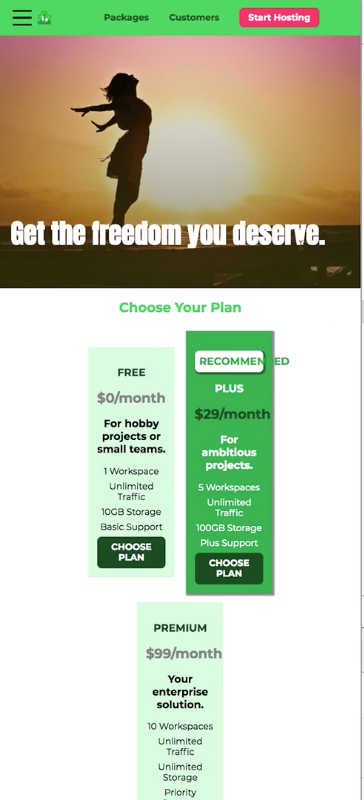 Packages Customers Start Hosting
Get the freedom you deserve.
Choose Your Plan
FREE
$0/month
For hobby
projects or
small teams.
1 Workspace
Unlimited
Traffic
10GB Storage
Basic Support
CHOOSE
PLAN
RECOMMENDED
PLUS
$29/month
For
ambitious
projects.
5 Workspaces
Unlimited
Traffic
100GB Storage
Plus Support
CHOOSE
PLAN
PREMIUM
$99/month
Your
enterprise
solution.
10 Workspaces
Unlimited
Traffic
Unlimited
Storage
Priority